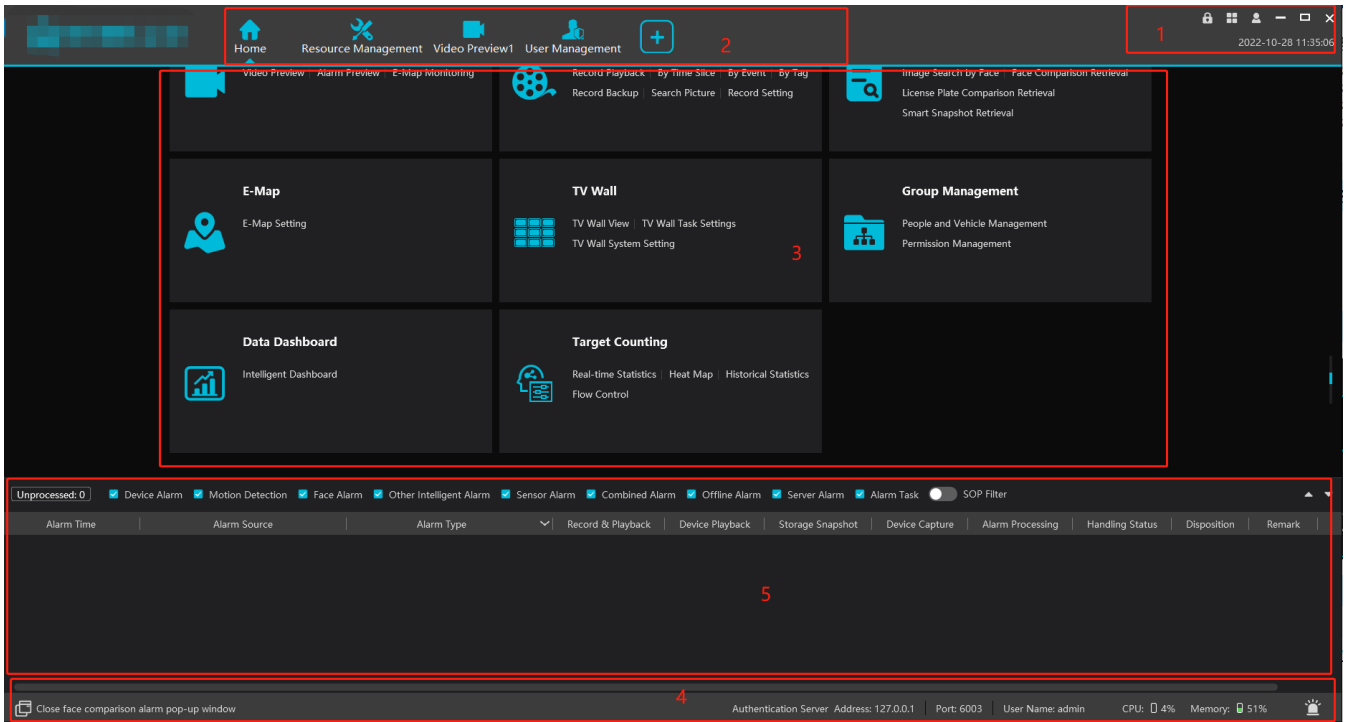 1
2022-10-28 11:35:06
Home Resource Management Video Preview1 User Management 2
Video Preview Alarm Preview E-Map Monitoring
Record Playback By Time Slice By Event By Tag
Record Backup Search Picture Record Setting
Image Search by Face Face Comparison Retrieval
License Plate Comparison Retrieval
Smart Snapshot Retrieval
E-Map
E-Map Setting
TV Wall
TV Wall View TV Wall Task Settings
TV Wall System Setting
3
Group Management
People and Vehicle Management
Permission Management
Data Dashboard
Intelligent Dashboard
Target Counting
Real-time Statistics Heat Map Historical Statistics
Flow Control
Unprocessed: 0 Device Alarm Motion Detection Face Alarm Other Intelligent Alarm Sensor Alarm Combined Alarm Offline Alarm Server Alarm Alarm Task SOP Filter
Alarm Time Alarm Source Alarm Type Record & Playback Device Playback Storage Snapshot Device Capture Alarm Processing Handling Status Disposition Remark
5
4
Close face comparison alarm pop-up window Authentication Server Address: 127.0.0.1 Port: 6003 User Name: admin CPU: 4% Memory: 51%